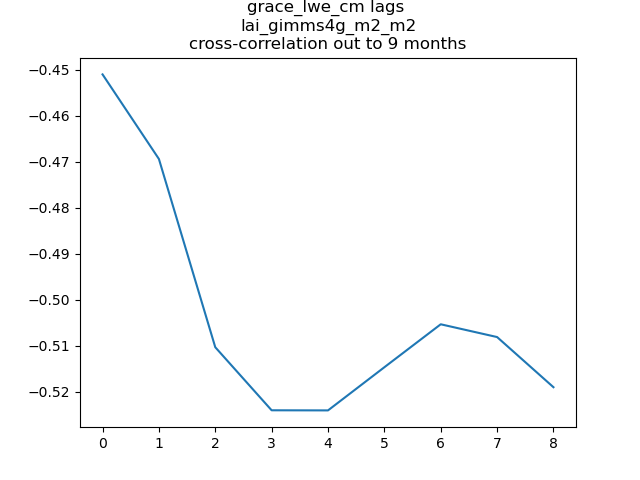 grace_lwe_cm lags
lai_gimms4g_m2_m2
cross-correlation out to 9 months
−0.45
−0.46
−0.47
−0.48
−0.49
−0.50
−0.51
−0.52
0 1 2 3 4 5 6 7 8